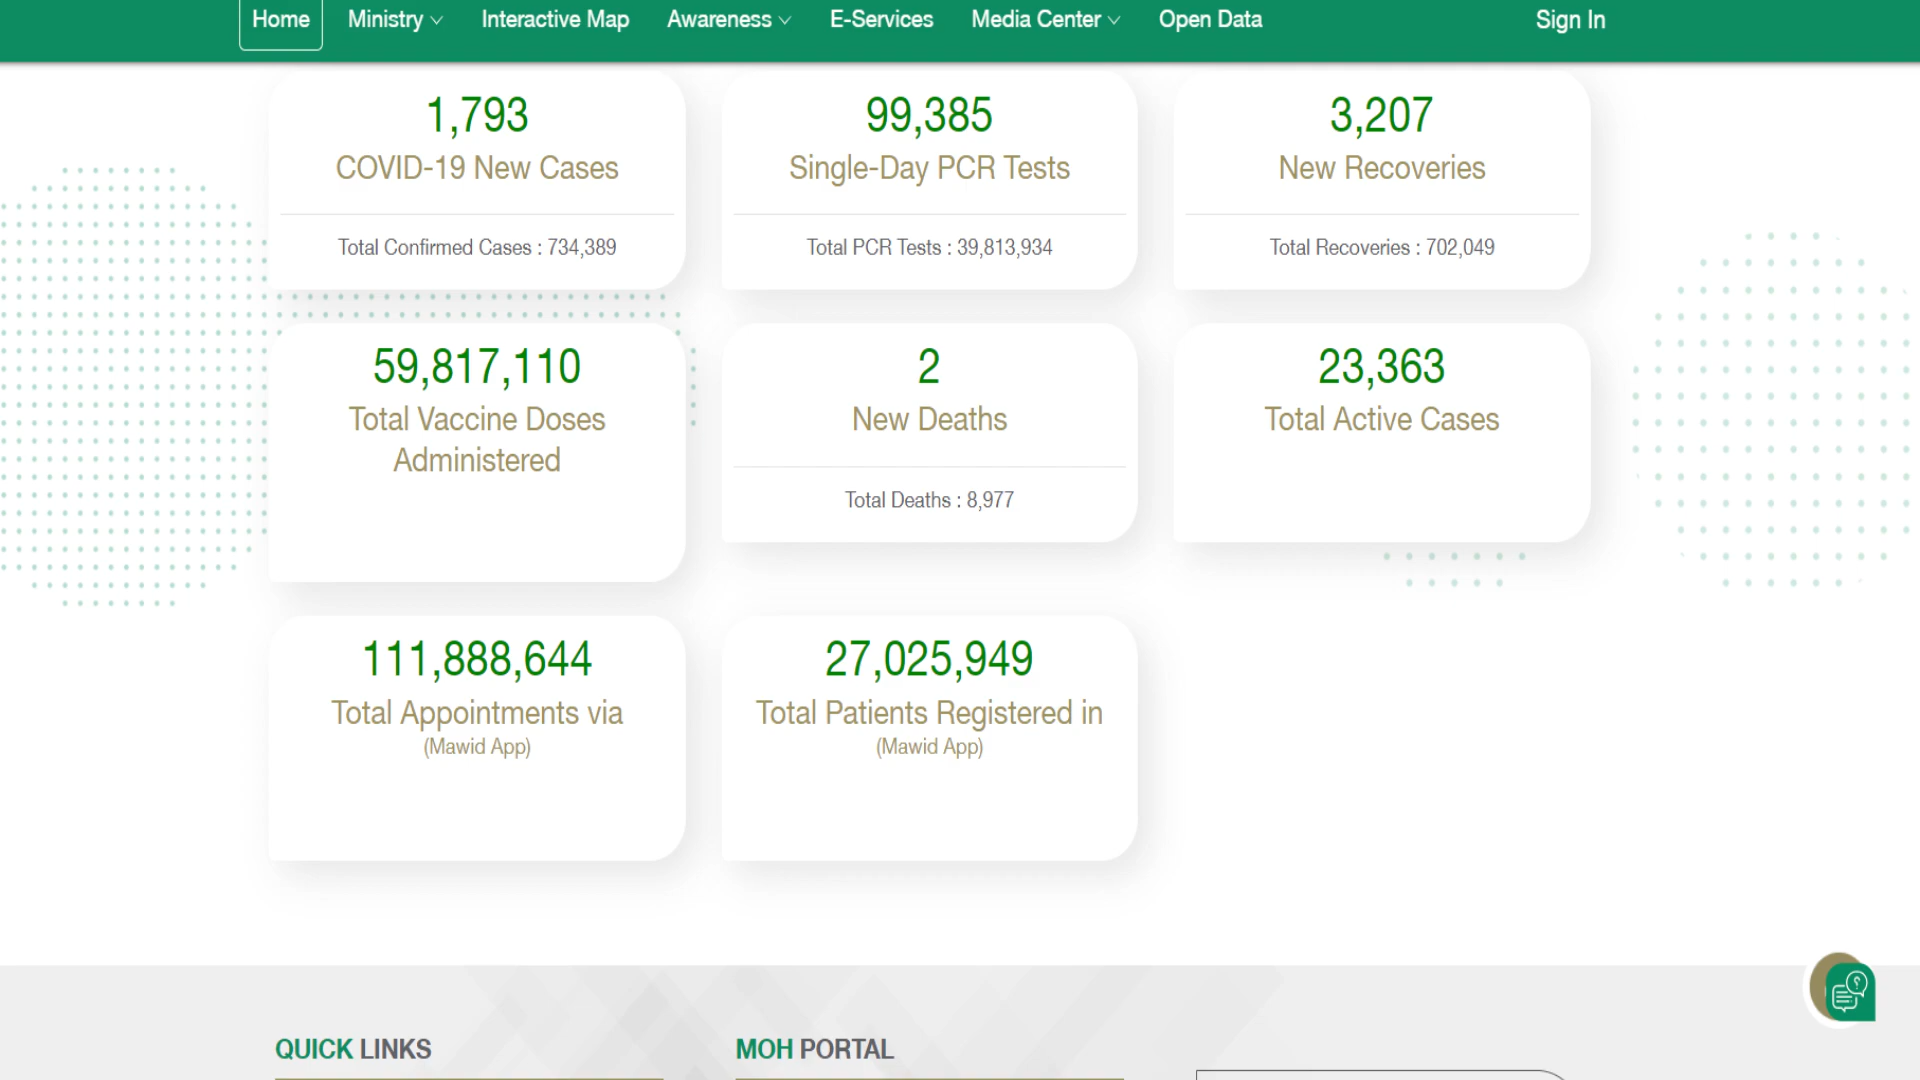 Home Ministry Interactive Map Awareness E-Services Media Center Open Data Sign In
1,793
COVID-19 New Cases
Total Confirmed Cases : 734,389
99,385
Single-Day PCR Tests
Total PCR Tests : 39,813,934
3,207
New Recoveries
Total Recoveries : 702,049
59,817,110
Total Vaccine Doses
Administered
2
New Deaths
Total Deaths : 8,977
23,363
Total Active Cases
111,888,644
Total Appointments via
(Mawid App)
27,025,949
Total Patients Registered in
(Mawid App)
QUICK LINKS
MOH PORTAL